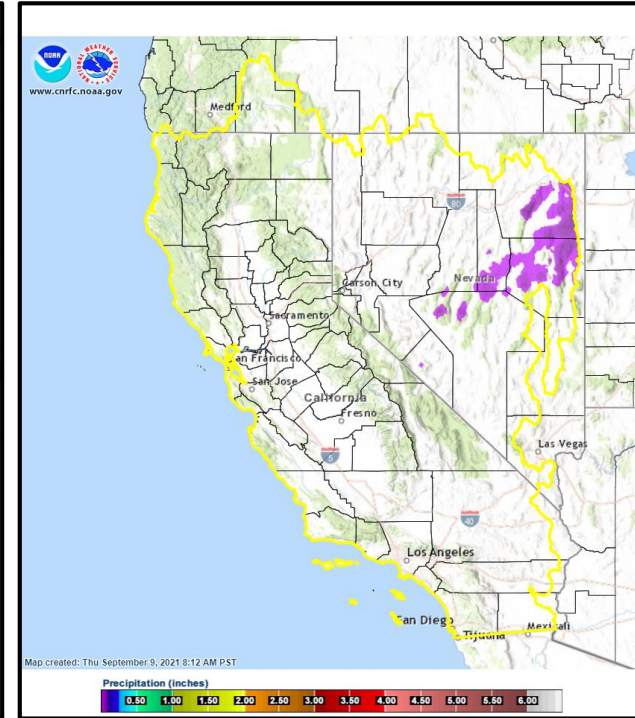 NOAA
NATIONAL WEATHER SERVICE
www.cnrfc.noaa.gov
Medford
80
Nevada
Carson City
Sacramento
an Francisco
San Jose
California
Fresno
5
Las Vegas
40
Los Angeles
San Diego
Tijuana
Mexicali
Map created: Thu September 9, 2021 8:12 AM PST
Precipitation (inches)
0.50 1.00 1.50 2.00 2.50 3.00 3.50 4.00 4.50 5.00 5.50 6.00